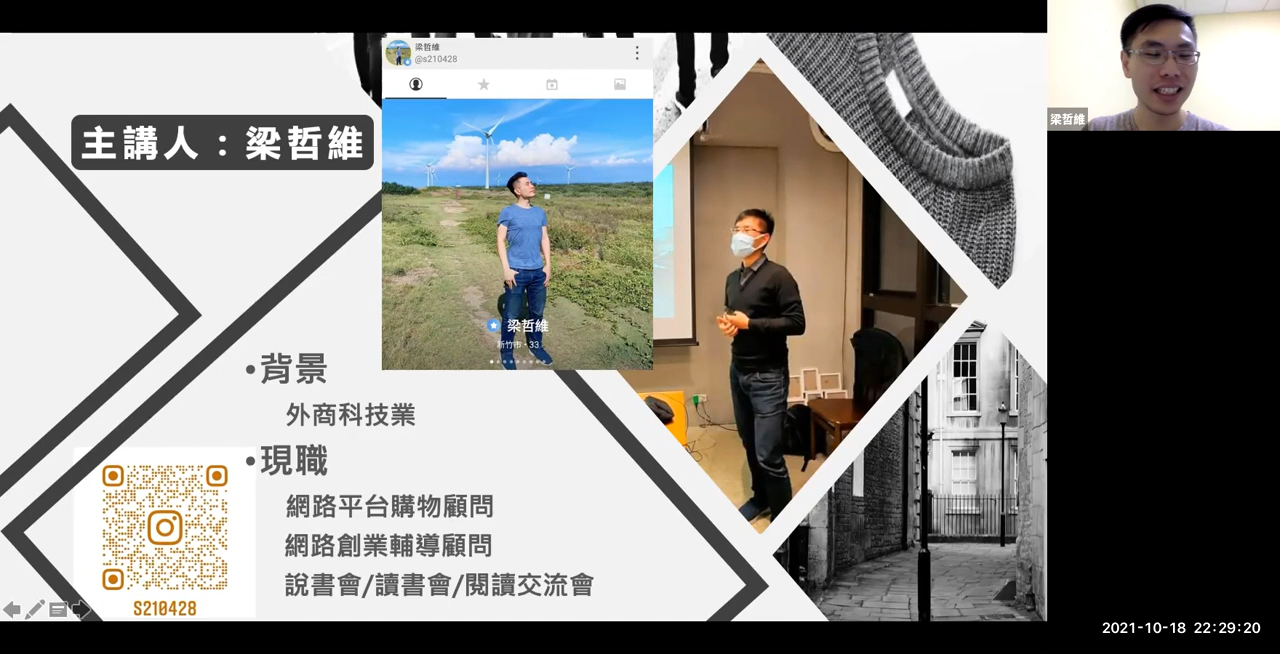 梁哲維
@s210428
主講人：梁哲維
梁哲維
新竹市・33
•背景
外商科技業
•現職
網路平台購物顧問
網路創業輔導顧問
說書會/讀書會/閱讀交流會
S210428
梁哲維
2021-10-18 22:29:20